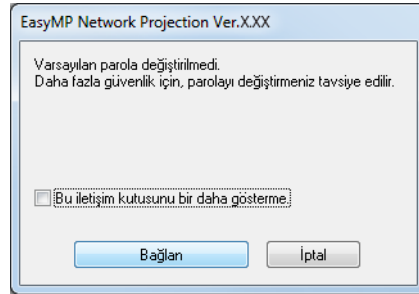 EasyMP Network Projection Ver.X.XX
Varsayılan parola değiştirilmedi.
Daha fazla güvenlik için, parolayı değiştirmeniz tavsiye edilir.
Bu iletişim kutusunu bir daha gösterme.
Bağlan
İptal